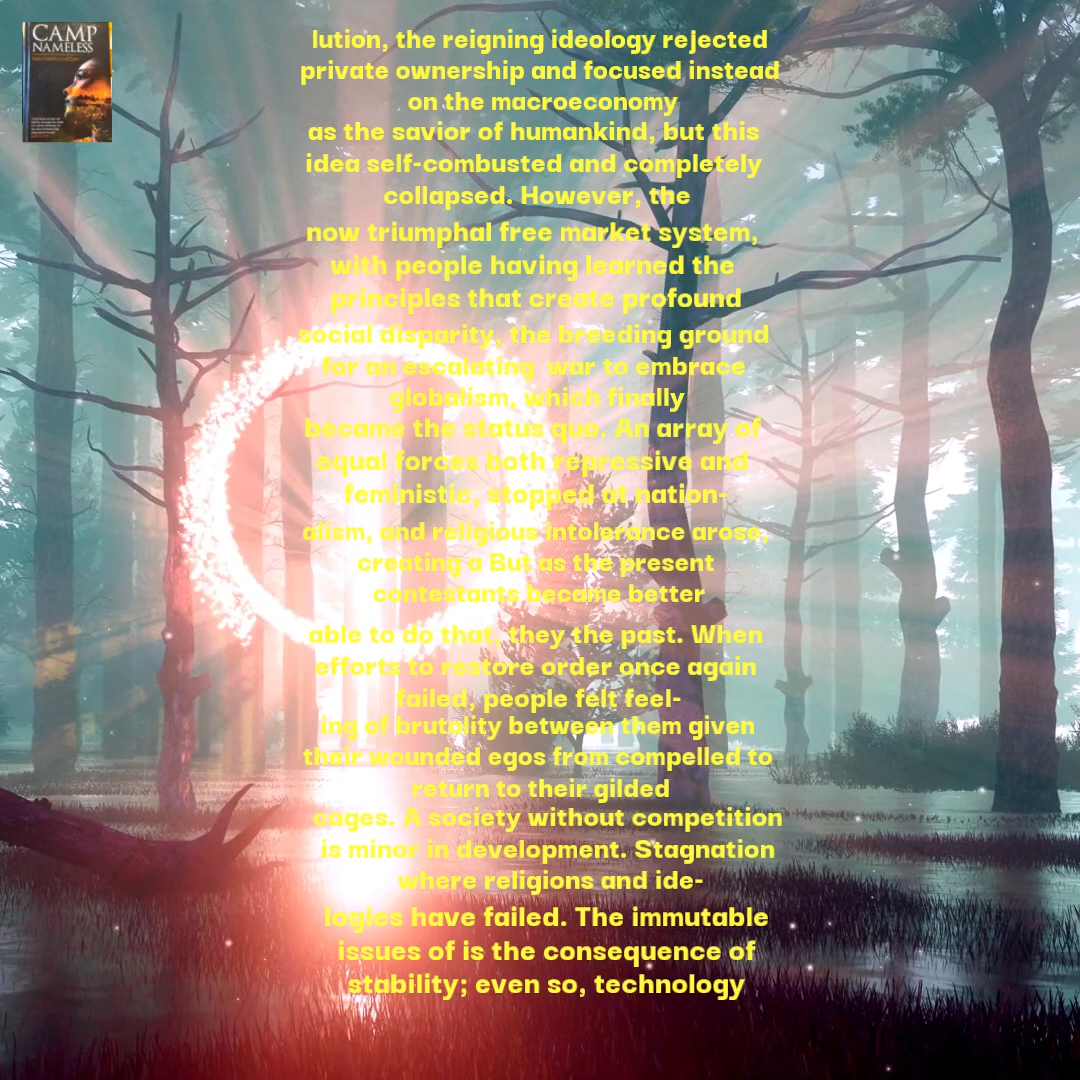 CAMP
NAMELESS
lution, the reigning ideology rejected
private ownership and focused instead
on the macroeconomy
as the savior of humankind, but this
idea self-combusted and completely
collapsed. However, the
now triumphal free market system,
with people having learned the
principles that create profound
social disparity, the breeding ground
for an escalating war to embrace
globalism, which finally
became the status quo. An array of
equal forces both repressive and
feministic, stopped at nation-
alism, and religious intolerance arose,
creating a But as the present
contestants became better
able to do that, they the past. When
efforts to restore order once again
failed, people felt feel-
ing of brutality between them given
their wounded egos from compelled to
return to their gilded
cages. A society without competition
is minor in development. Stagnation
where religions and ide-
logies have failed. The immutable
issues of is the consequence of
stability; even so, technology